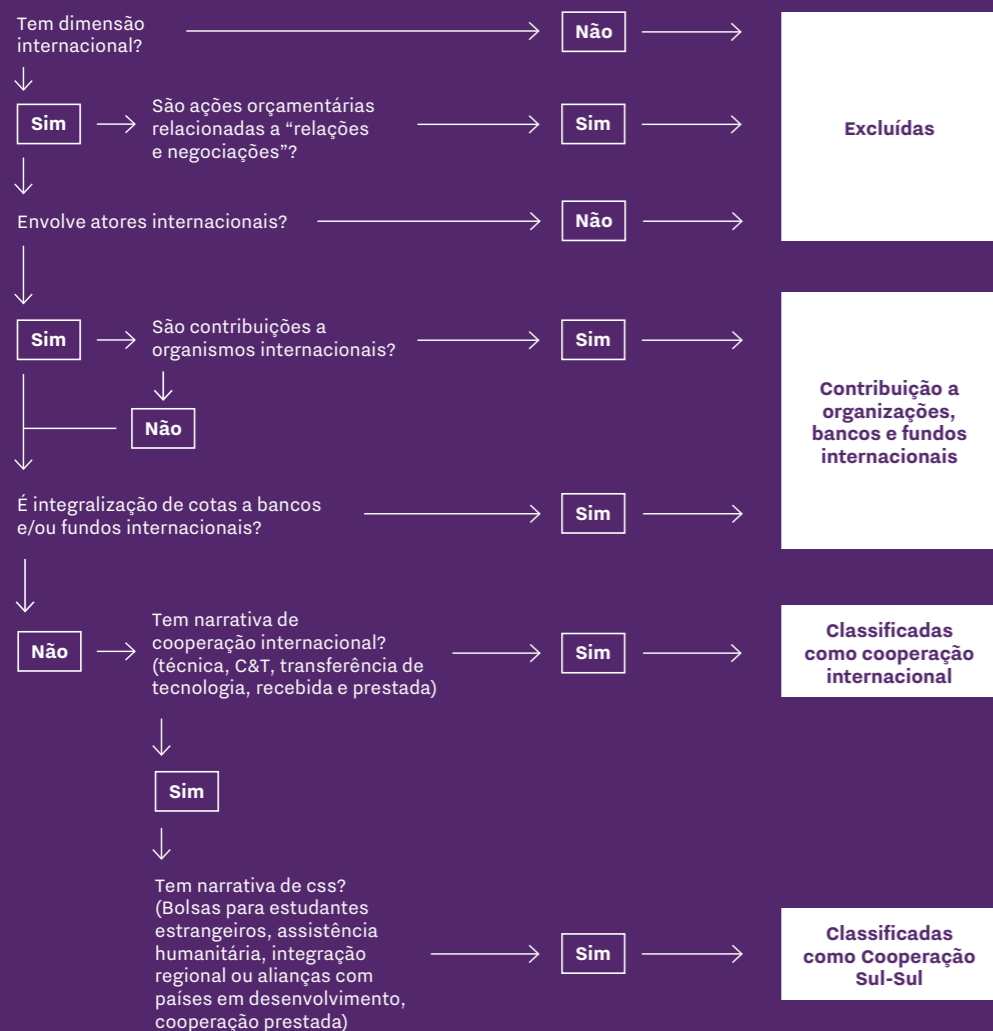 Tem dimensão
internacional?
Não
Sim
São ações orçamentárias
relacionadas a “relações
e negociações”?
Sim
Excluídas
Envolve atores internacionais?
Não
Sim
São contribuições a
organismos internacionais?
Sim
Não
Contribuição a
organizações,
bancos e fundos
internacionais
É integralização de cotas a bancos
e/ou fundos internacionais?
Sim
Não
Tem narrativa de
cooperação internacional?
(técnica, C&T, transferência de
tecnologia, recebida e prestada)
Sim
Classificadas
como cooperação
internacional
Sim
Tem narrativa de css?
(Bolsas para estudantes
estrangeiros, assistência
humanitária, integração
regional ou alianças com
países em desenvolvimento,
cooperação prestada)
Sim
Classificadas
como Cooperação
Sul-Sul